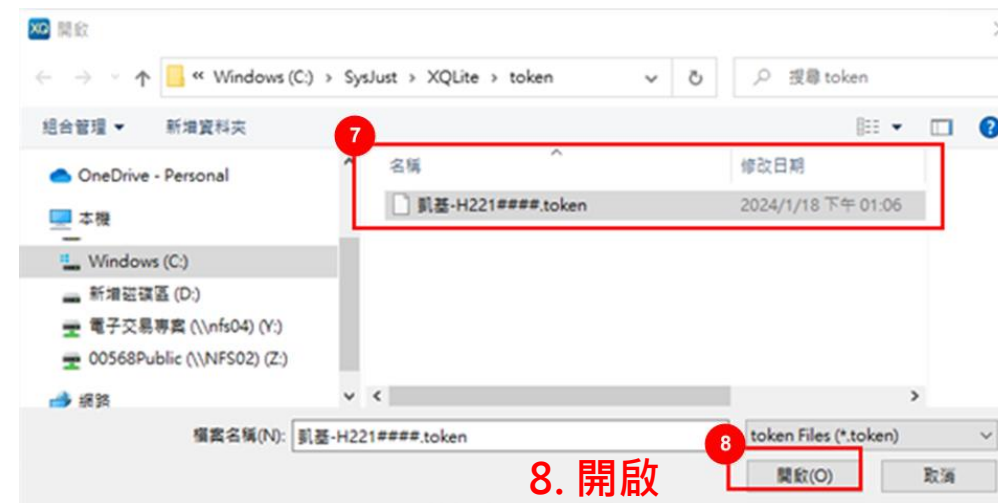 XQ 開啟
« Windows (C:) › SysJust › XQLite › token
搜尋 token
組合管理 新增資料夾
7
名稱 修改日期
OneDrive - Personal
凱基-H221####.token 2024/1/18 下午 01:06
本機
Windows (C:)
新增磁碟區 (D:)
電子交易專案 (\\nfs04) (Y:)
00568Public (\\NFS02) (Z:)
網路
檔案名稱(N): 凱基-H221####.token
8
token Files (*.token)
8. 開啟
開啟(O) 取消